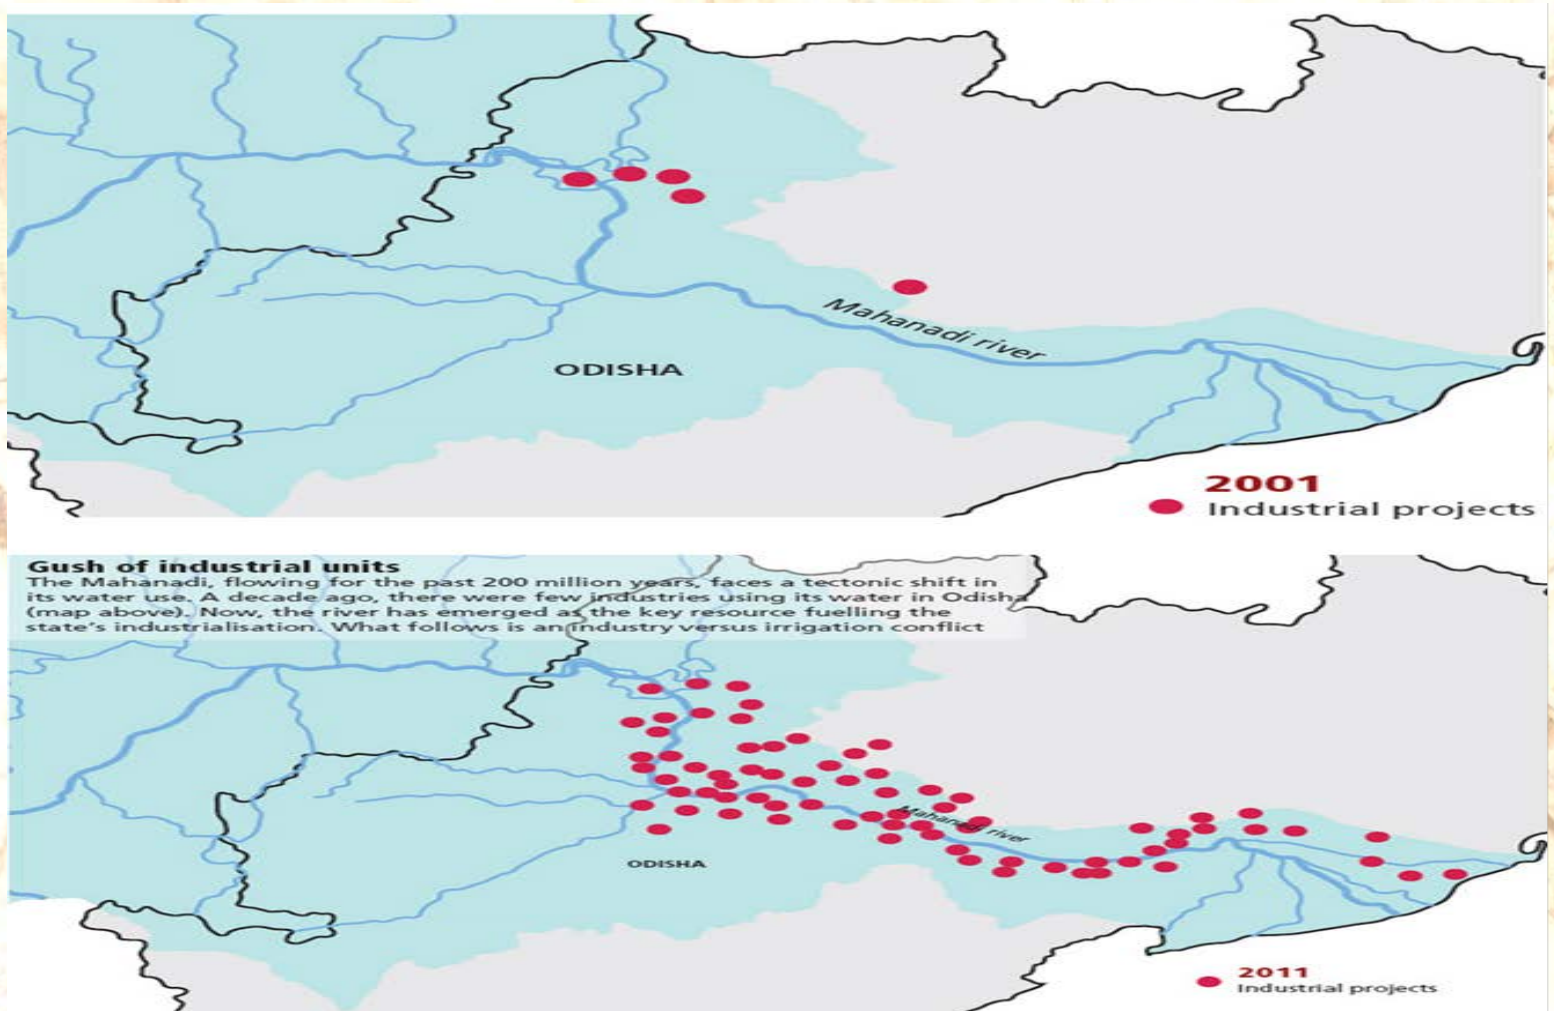 Mahanadi river
ODISHA
2001
Industrial projects
Gush of industrial units
The Mahanadi, flowing for the past 200 million years, faces a tectonic shift in
its water use. A decade ago, there were few industries using its water in Odisha
(map above). Now, the river has emerged as the key resource fuelling the
state's industrialisation. What follows is an industry versus irrigation conflict
Mahanadi river
ODISHA
2011
Industrial projects